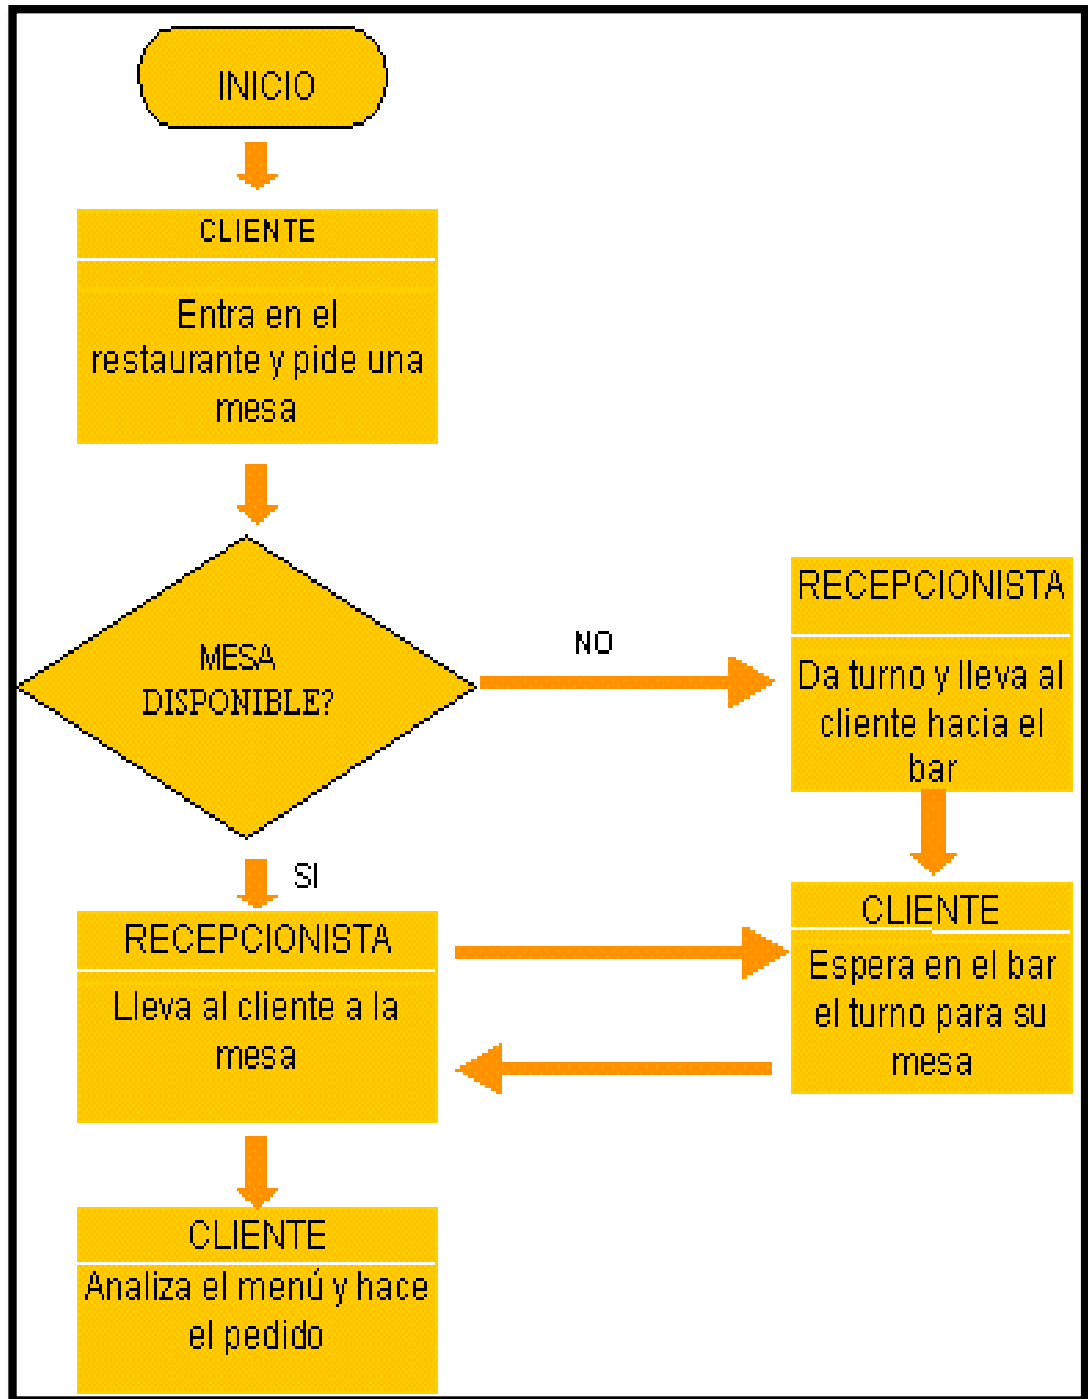 INICIO
CLIENTE
Entra en el
restaurante y pide una
mesa
MESA
DISPONIBLE?
NO
RECEPCIONISTA
Da turno y lleva al
cliente hacia el
bar
SI
RECEPCIONISTA
Lleva al cliente a la
mesa
CLIENTE
Espera en el bar
el turno para su
mesa
CLIENTE
Analiza el menú y hace
el pedido